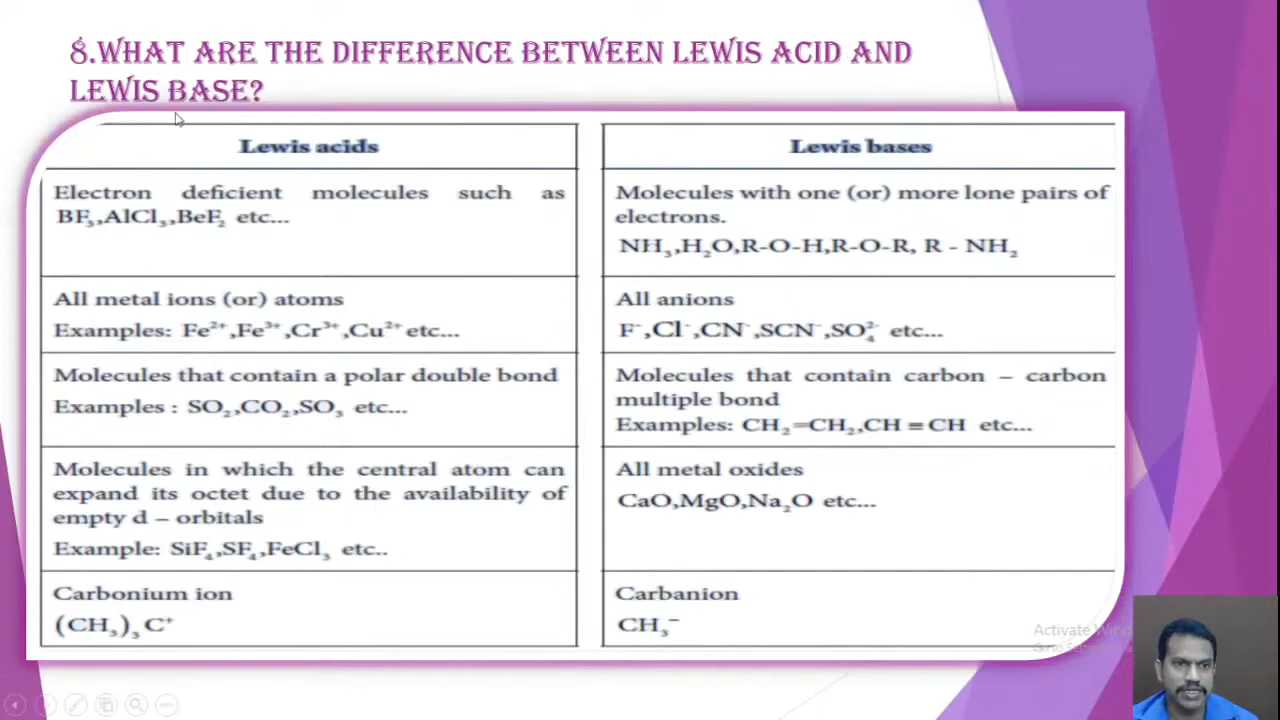 8.WHAT ARE THE DIFFERENCE BETWEEN LEWIS ACID AND
LEWIS BASE?
Lewis acids
Lewis bases
Electron deficient molecules such as
BF₃,AlCl₃,BeF₂ etc...
Molecules with one (or) more lone pairs of
electrons.
NH₃,H₂O,R-O-H,R-O-R, R - NH₂
All metal ions (or) atoms
Examples: Fe²⁺,Fe³⁺,Cr³⁺,Cu²⁺ etc...
All anions
F⁻,Cl⁻,CN⁻,SCN⁻,SO₄²⁻ etc...
Molecules that contain a polar double bond
Examples : SO₂,CO₂,SO₃ etc...
Molecules that contain carbon – carbon
multiple bond
Examples: CH₂=CH₂,CH ≡ CH etc...
Molecules in which the central atom can
expand its octet due to the availability of
empty d – orbitals
Example: SiF₄,SF₄,FeCl₃ etc..
All metal oxides
CaO,MgO,Na₂O etc...
Carbonium ion
(CH₃)₃C⁺
Carbanion
CH₃⁻
Activate Wind
Go to Se